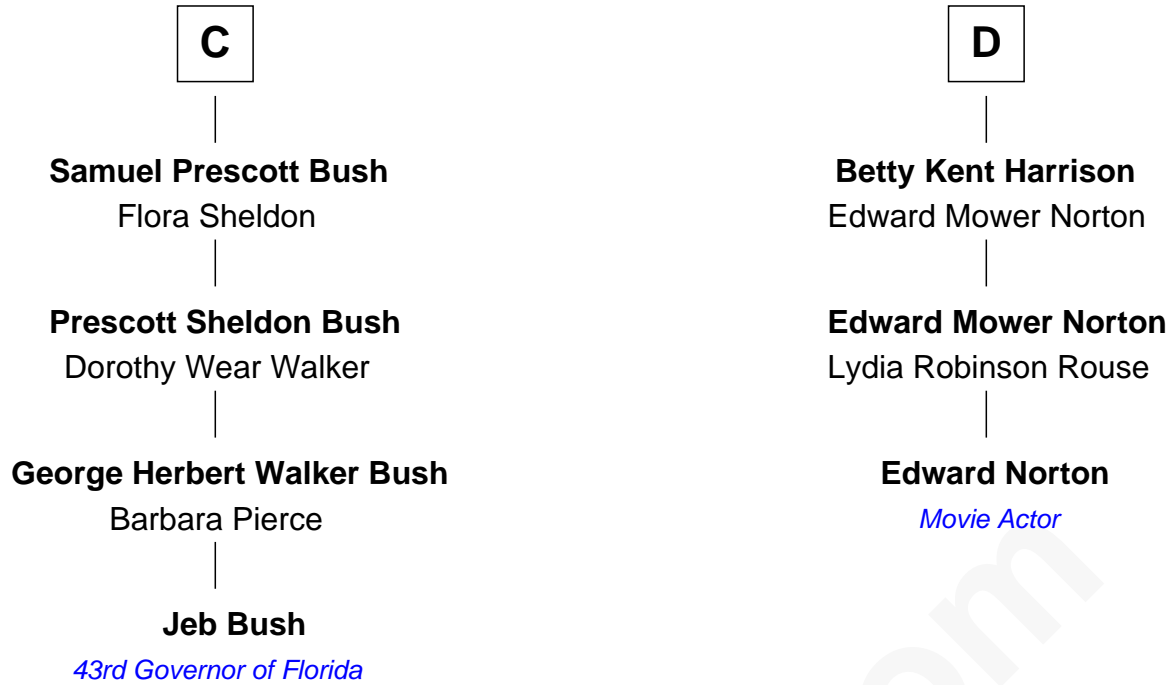 C
Samuel Prescott Bush
Flora Sheldon
Prescott Sheldon Bush
Dorothy Wear Walker
George Herbert Walker Bush
Barbara Pierce
Jeb Bush
43rd Governor of Florida
D
Betty Kent Harrison
Edward Mower Norton
Edward Mower Norton
Lydia Robinson Rouse
Edward Norton
Movie Actor
om